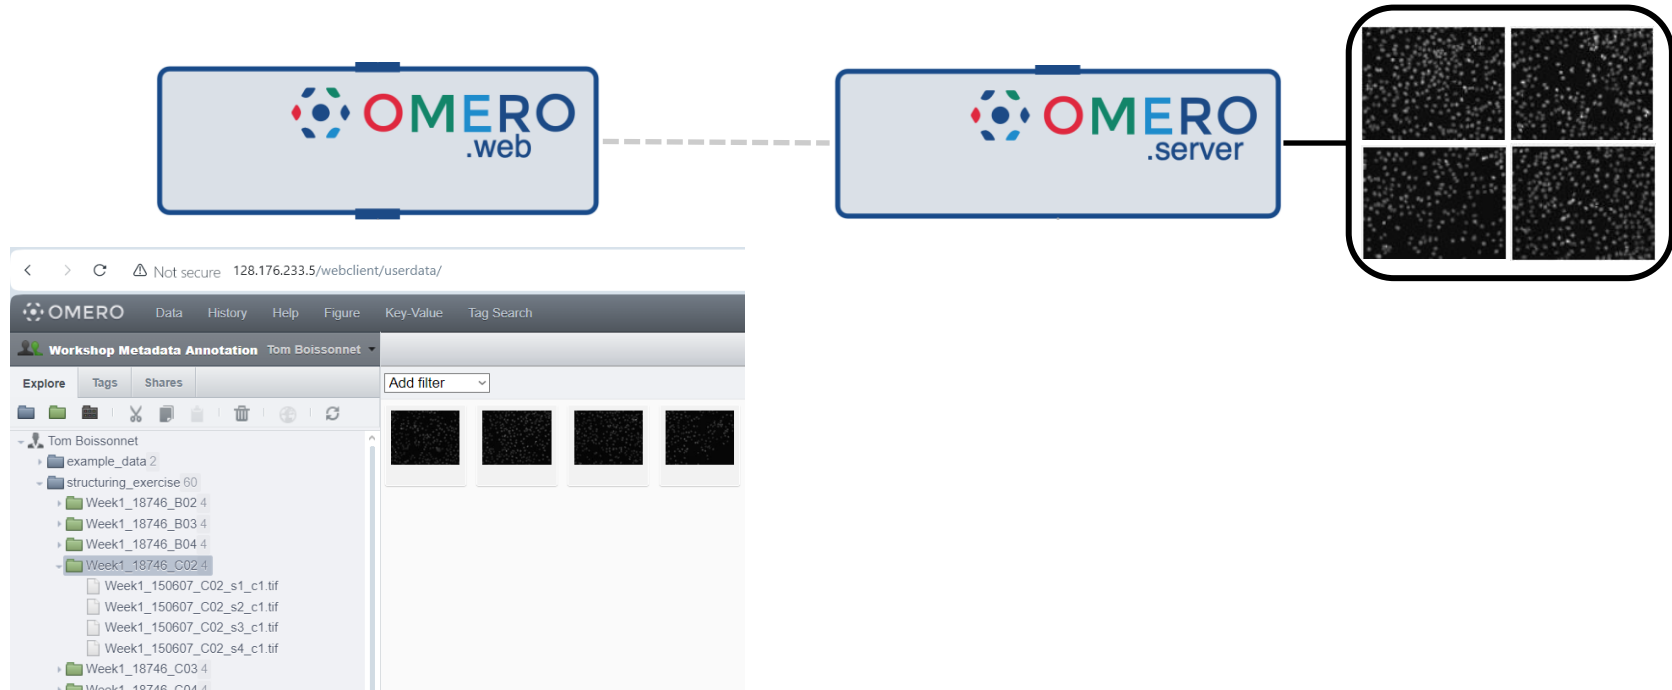 OMERO
.web
OMERO
.server
Not secure 128.176.233.5/webclient/userdata/
OMERO Data History Help Figure Key-Value Tag Search
Workshop Metadata Annotation Tom Boissonnet
Explore Tags Shares
Add filter
Tom Boissonnet
example_data 2
structuring_exercise 60
Week1_18746_B02 4
Week1_18746_B03 4
Week1_18746_B04 4
Week1_18746_C02 4
Week1_150607_C02_s1_c1.tif
Week1_150607_C02_s2_c1.tif
Week1_150607_C02_s3_c1.tif
Week1_150607_C02_s4_c1.tif
Week1_18746_C03 4
Week1_18746_C04 4